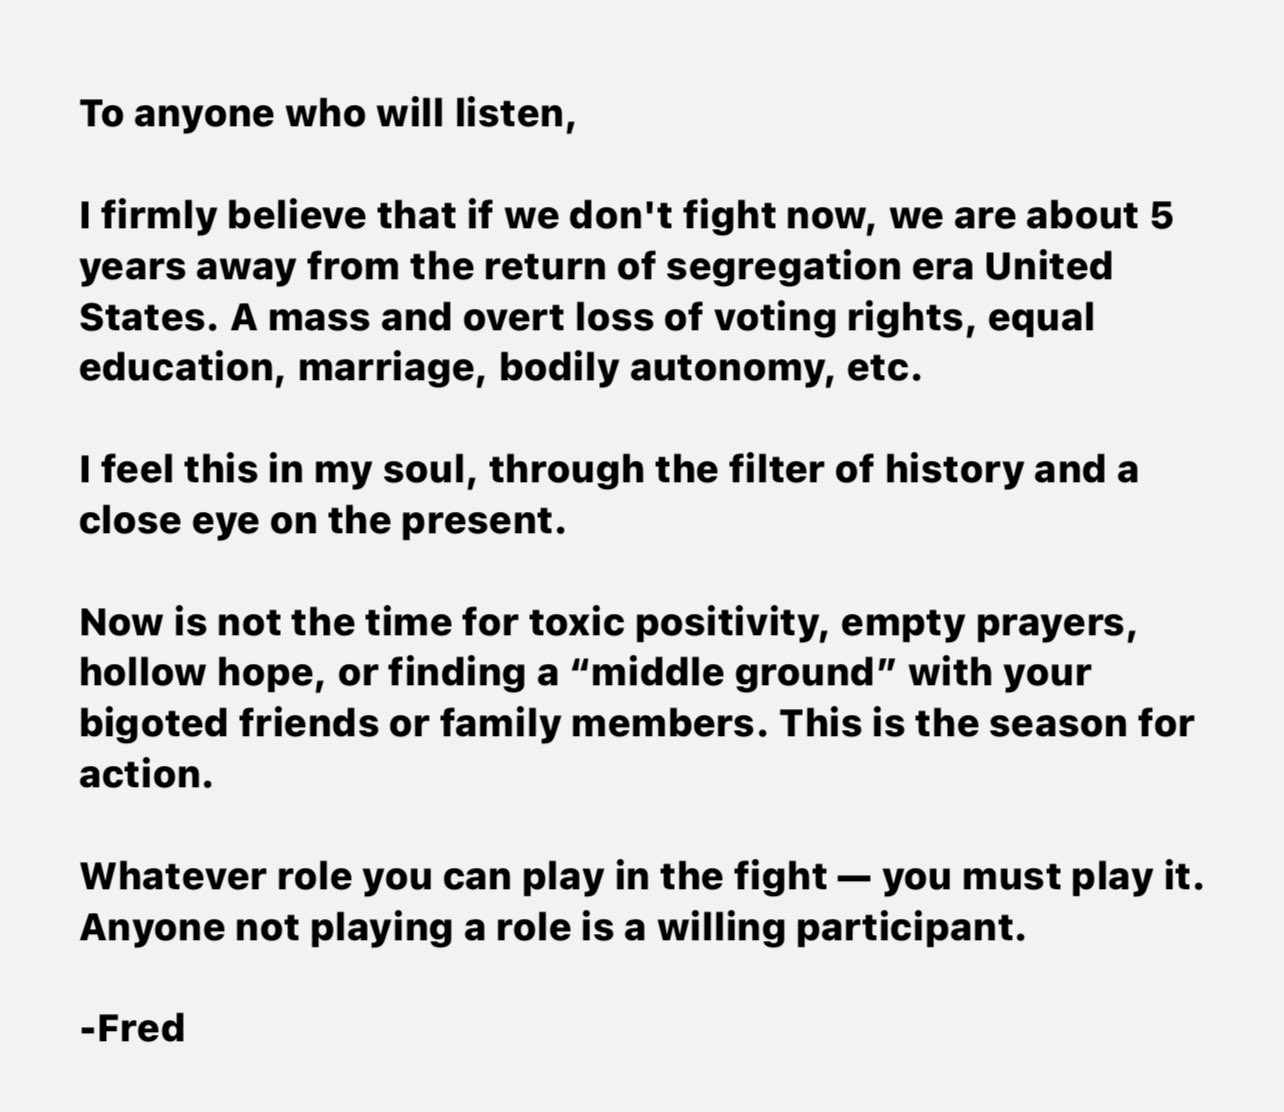 To anyone who will listen,
I firmly believe that if we don't fight now, we are about 5
years away from the return of segregation era United
States. A mass and overt loss of voting rights, equal
education, marriage, bodily autonomy, etc.
I feel this in my soul, through the filter of history and a
close eye on the present.
Now is not the time for toxic positivity, empty prayers,
hollow hope, or finding a “middle ground” with your
bigoted friends or family members. This is the season for
action.
Whatever role you can play in the fight — you must play it.
Anyone not playing a role is a willing participant.
-Fred